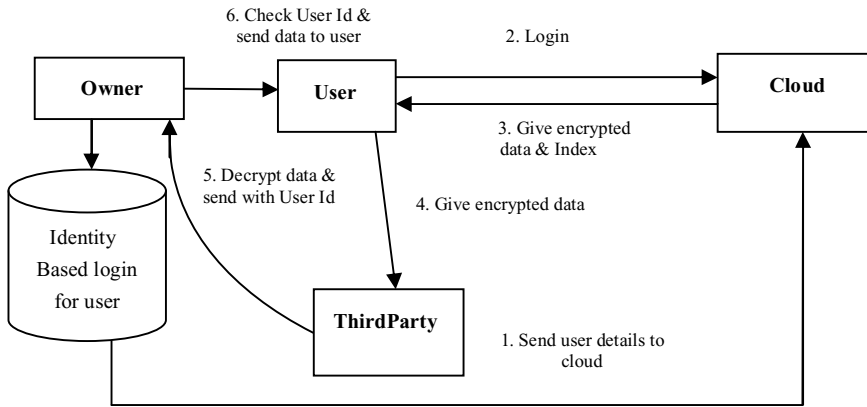 6. Check User Id &
send data to user
2. Login
Owner
User
Cloud
3. Give encrypted
data & Index
5. Decrypt data &
send with User Id
4. Give encrypted data
Identity
Based login
for user
ThirdParty
1. Send user details to
cloud